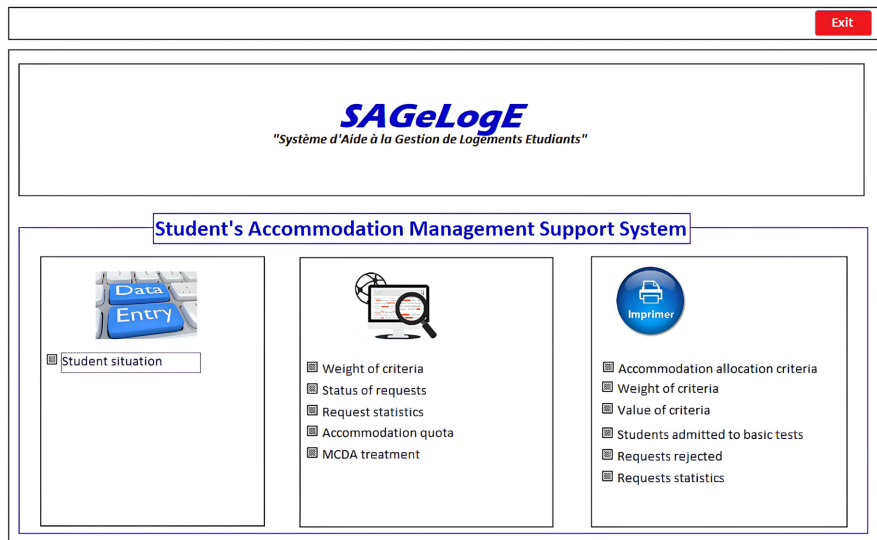 Exit
SAGeLogE
"Système d'Aide à la Gestion de Logements Etudiants"
Student's Accommodation Management Support System
Data
Entry
Student situation
Weight of criteria
Status of requests
Request statistics
Accommodation quota
MCDA treatment
Imprimer
Accommodation allocation criteria
Weight of criteria
Value of criteria
Students admitted to basic tests
Requests rejected
Requests statistics